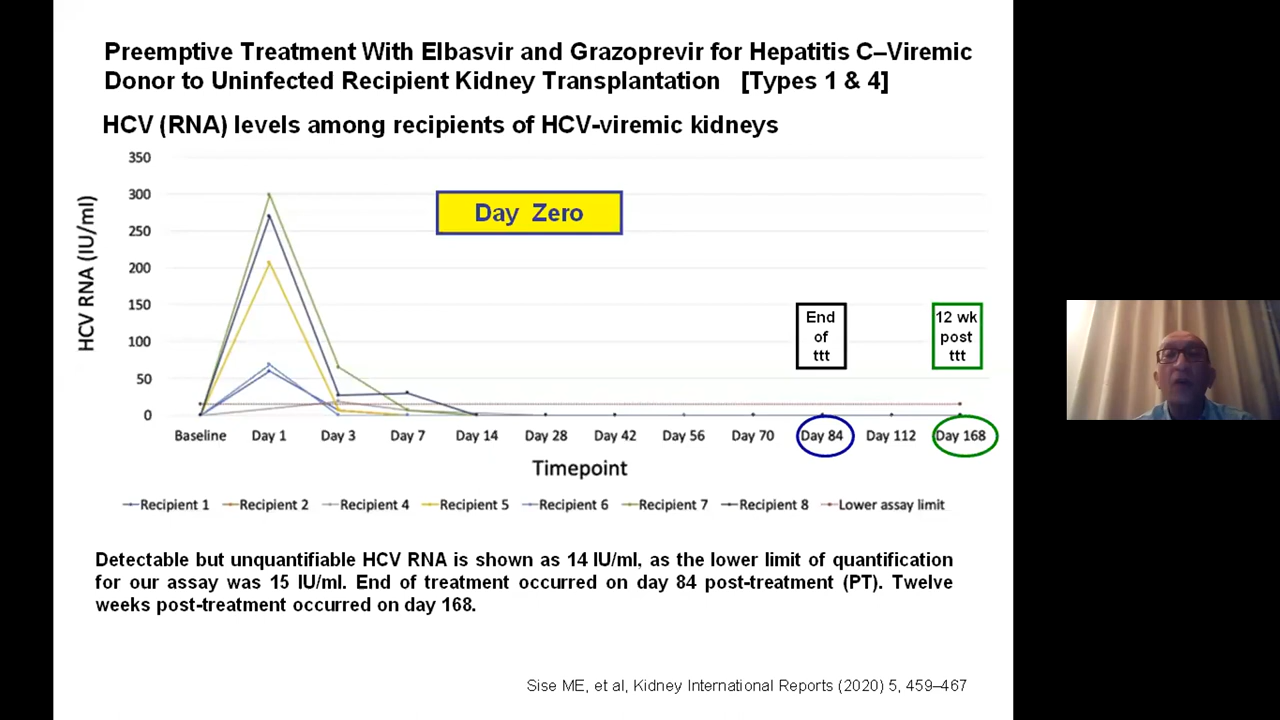 Preemptive Treatment With Elbasvir and Grazoprevir for Hepatitis C–Viremic
Donor to Uninfected Recipient Kidney Transplantation [Types 1 & 4]
HCV (RNA) levels among recipients of HCV-viremic kidneys
HCV RNA (IU/ml)
350
300
250
200
150
100
50
0
Day Zero
End
of
ttt
12 wk
post
ttt
Baseline Day 1 Day 3 Day 7 Day 14 Day 28 Day 42 Day 56 Day 70 Day 84 Day 112 Day 168
Timepoint
Recipient 1 Recipient 2 Recipient 4 Recipient 5 Recipient 6 Recipient 7 Recipient 8 Lower assay limit
Detectable but unquantifiable HCV RNA is shown as 14 IU/ml, as the lower limit of quantification
for our assay was 15 IU/ml. End of treatment occurred on day 84 post-treatment (PT). Twelve
weeks post-treatment occurred on day 168.
Sise ME, et al, Kidney International Reports (2020) 5, 459–467